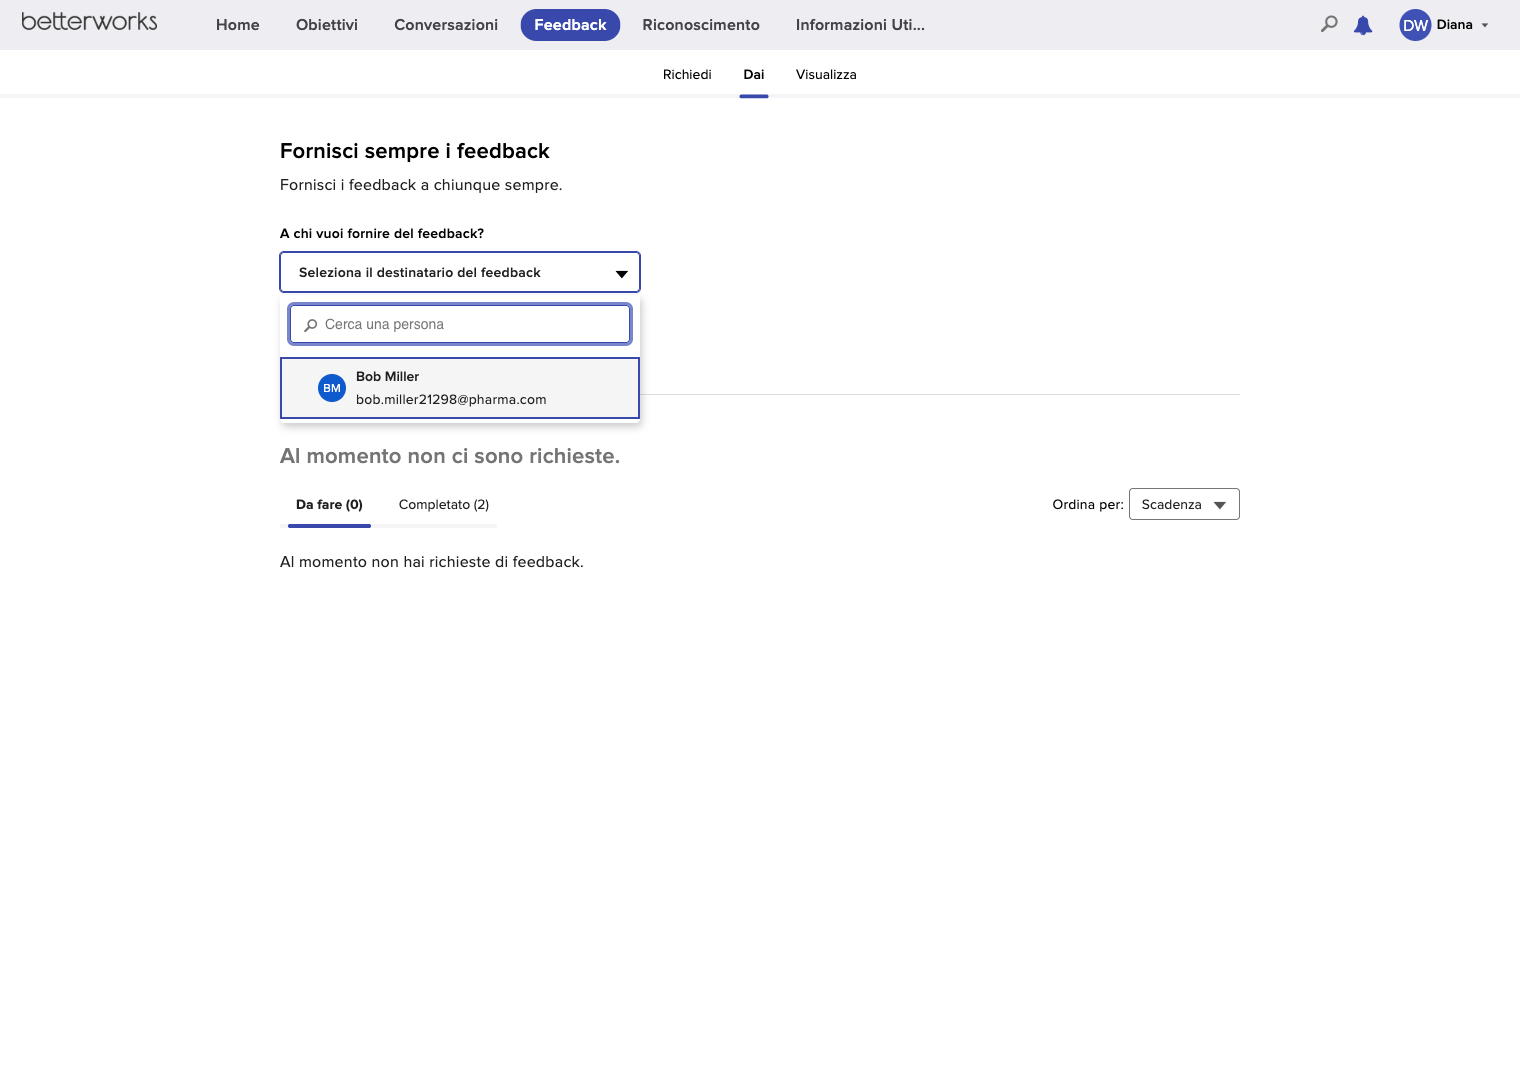 betterworks
Home Obiettivi Conversazioni Feedback Riconoscimento Informazioni Uti...
DW Diana
Richiedi Dai Visualizza
Fornisci sempre i feedback
Fornisci i feedback a chiunque sempre.
A chi vuoi fornire del feedback?
Seleziona il destinatario del feedback
Cerca una persona
BM Bob Miller
bob.miller21298@pharma.com
Al momento non ci sono richieste.
Da fare (0) Completato (2) Ordina per: Scadenza
Al momento non hai richieste di feedback.